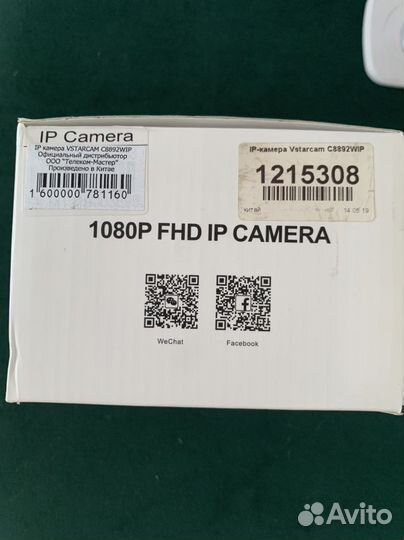 IP Camera
IP камера VSTARCAM C8892WIP
Официальный дистрибьютор
ООО "Телеком-Мастер"
Произведено в Китае
1 600000 781160
IP-камера Vstarcam C8892WIP
1215308
китай
14 05 19
1080P FHD IP CAMERA
WeChat
Facebook
Avito